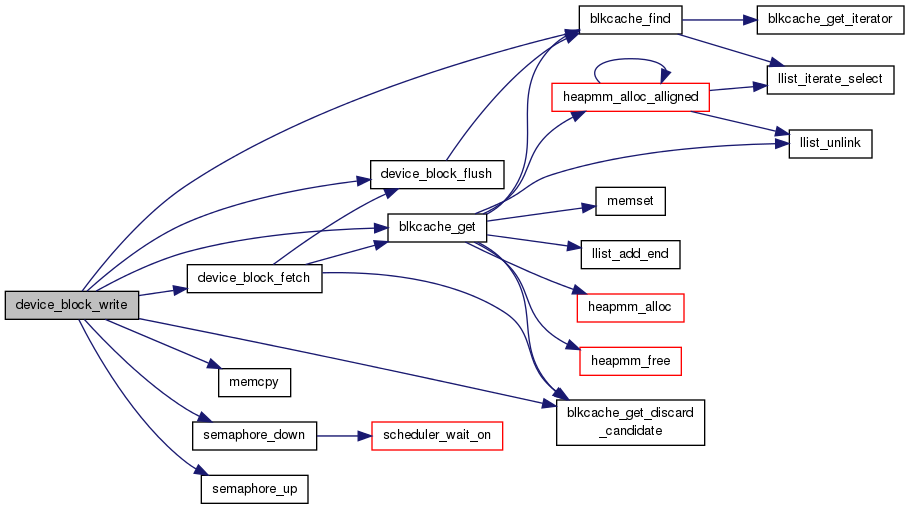 blkcache_find
blkcache_get_iterator
llist_iterate_select
heapmm_alloc_alligned
llist_unlink
device_block_flush
memset
blkcache_get
llist_add_end
device_block_fetch
device_block_write
heapmm_alloc
heapmm_free
memcpy
blkcache_get_discard
_candidate
semaphore_down
scheduler_wait_on
semaphore_up